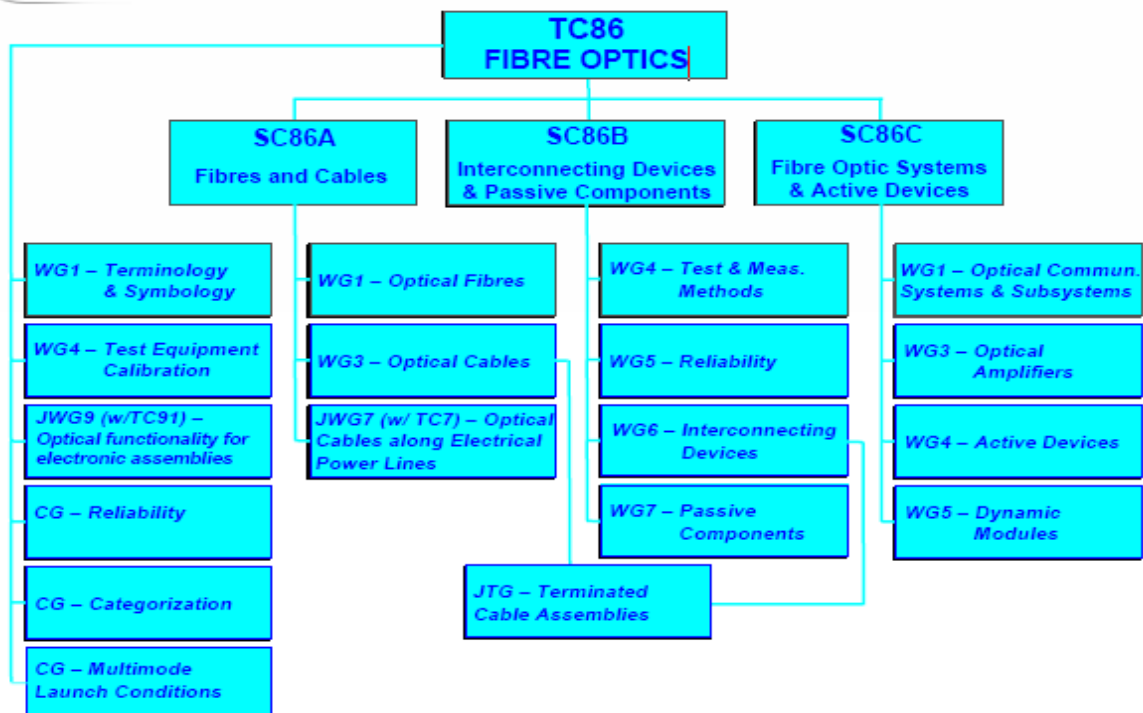 TC86
FIBRE OPTICS
SC86A
Fibres and Cables
SC86B
Interconnecting Devices
& Passive Components
SC86C
Fibre Optic Systems
& Active Devices
WG1 – Terminology
& Symbology
WG4 – Test Equipment
Calibration
JWG9 (w/TC91) –
Optical functionality for
electronic assemblies
CG – Reliability
CG – Categorization
CG – Multimode
Launch Conditions
WG1 – Optical Fibres
WG3 – Optical Cables
JWG7 (w/ TC7) – Optical
Cables along Electrical
Power Lines
WG4 – Test & Meas.
Methods
WG5 – Reliability
WG6 – Interconnecting
Devices
WG7 – Passive
Components
JTG – Terminated
Cable Assemblies
WG1 – Optical Commun.
Systems & Subsystems
WG3 – Optical
Amplifiers
WG4 – Active Devices
WG5 – Dynamic
Modules